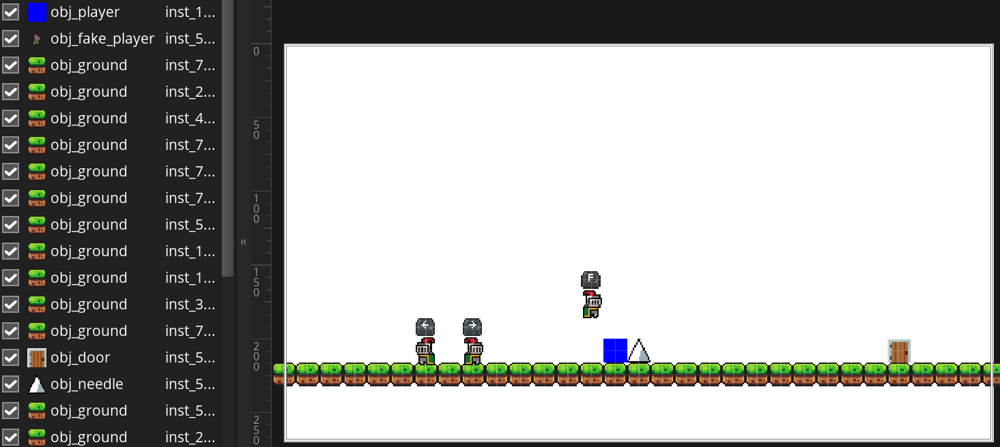 obj_player inst_1...
obj_fake_player inst_5...
obj_ground inst_7...
obj_ground inst_2...
obj_ground inst_4...
obj_ground inst_7...
obj_ground inst_7...
obj_ground inst_7...
obj_ground inst_5...
obj_ground inst_1...
obj_ground inst_1...
obj_ground inst_3...
obj_ground inst_7...
obj_door inst_5...
obj_needle inst_5...
obj_ground inst_5...
obj_ground inst_2...
«
0
50
100
150
200
250
F
← →